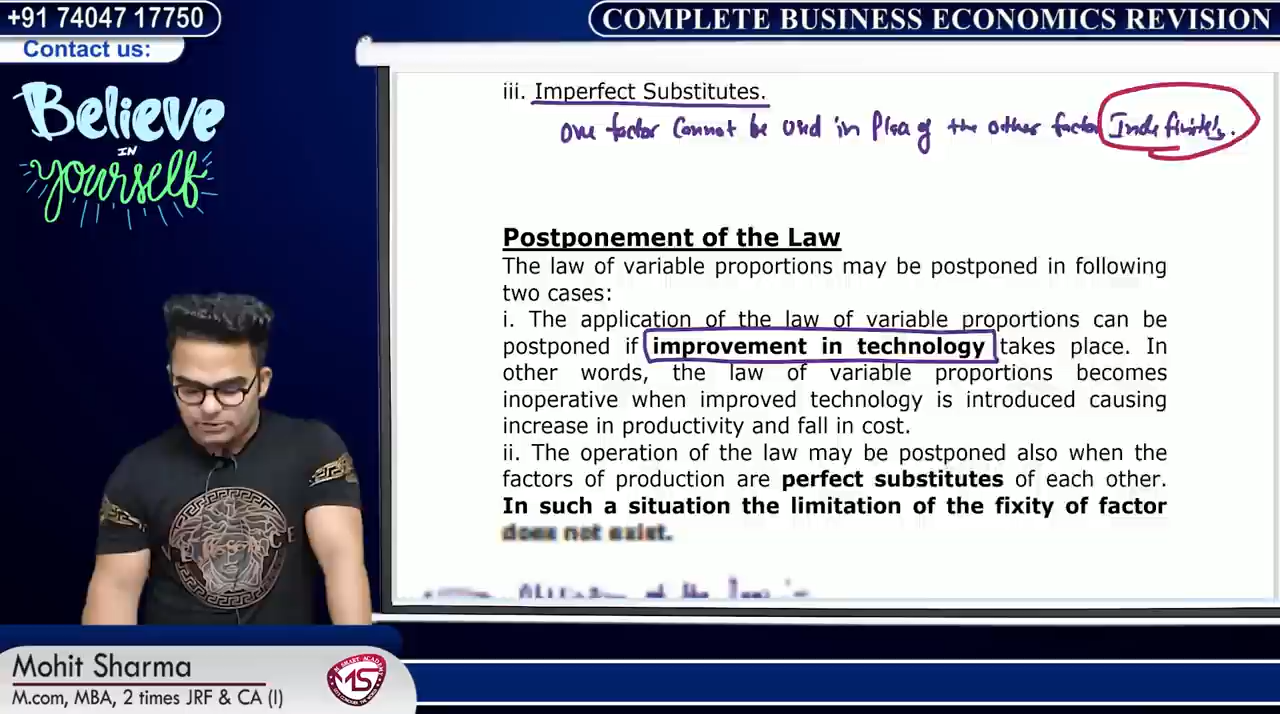 +91 74047 17750
Contact us:
COMPLETE BUSINESS ECONOMICS REVISION
Believe
IN
yourself
iii. Imperfect Substitutes.
one factor cannot be used in of the other factor
Postponement of the Law
The law of variable proportions may be postponed in following
two cases:
i. The application of the law of variable proportions can be
postponed if improvement in technology takes place. In
other words, the law of variable proportions becomes
inoperative when improved technology is introduced causing
increase in productivity and fall in cost.
ii. The operation of the law may be postponed also when the
factors of production are perfect substitutes of each other.
In such a situation the limitation of the fixity of factor
does not exist.
Mohit Sharma
M.com, MBA, 2 times JRF & CA (I)
M SMART ACADEMY
MS